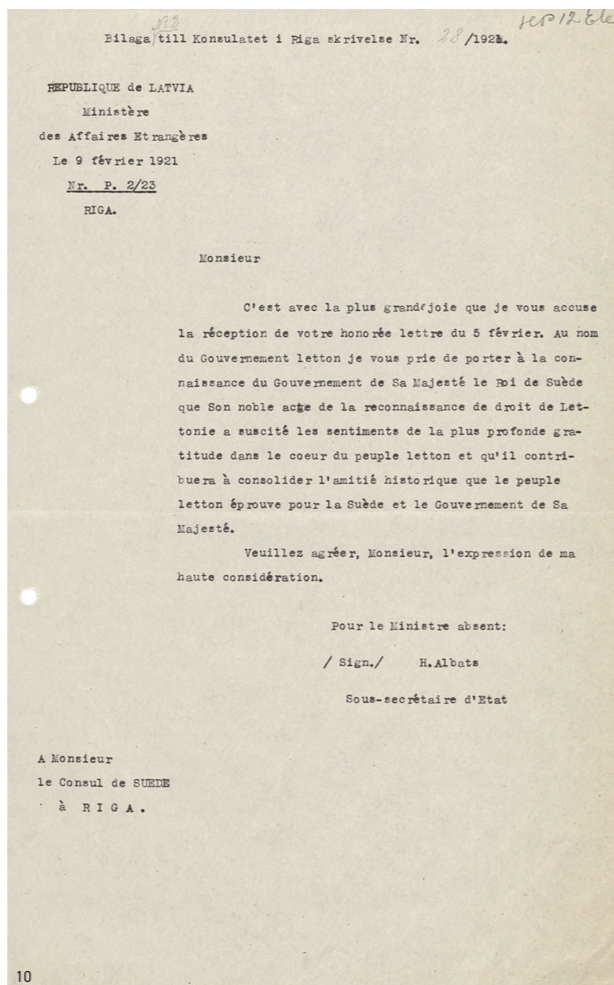 No 2
Bilaga till Konsulatet i Riga skrivelse Nr. 28/1921.
REPUBLIQUE de LATVIA
Ministère
des Affaires Etrangères
Le 9 février 1921
Nr. P. 2/23
RIGA.
Monsieur
C'est avec la plus grande joie que je vous accuse
la réception de votre honorée lettre du 5 février. Au nom
du Gouvernement letton je vous prie de porter à la con-
naissance du Gouvernement de Sa Majesté le Roi de Suède
que Son noble acte de la reconnaissance de droit de Let-
tonie a suscité les sentiments de la plus profonde gra-
titude dans le coeur du peuple letton et qu'il contri-
buera à consolider l'amitié historique que le peuple
letton éprouve pour la Suède et le Gouvernement de Sa
Majesté.
Veuillez agréer, Monsieur, l'expression de ma
haute considération.
Pour le Ministre absent:
/ Sign./ H.Albats
Sous-secrétaire d'Etat
A Monsieur
le Consul de SUEDE
à R I G A .
10